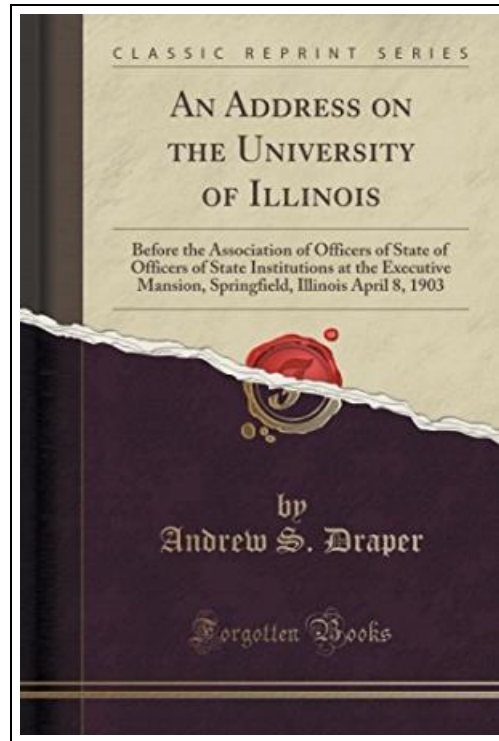 CLASSIC REPRINT SERIES
AN ADDRESS ON
THE UNIVERSITY
OF ILLINOIS
Before the Association of Officers of State of
Officers of State Institutions at the Executive
Mansion, Springfield, Illinois April 8, 1903
by
Andrew S. Draper
Forgotten Books